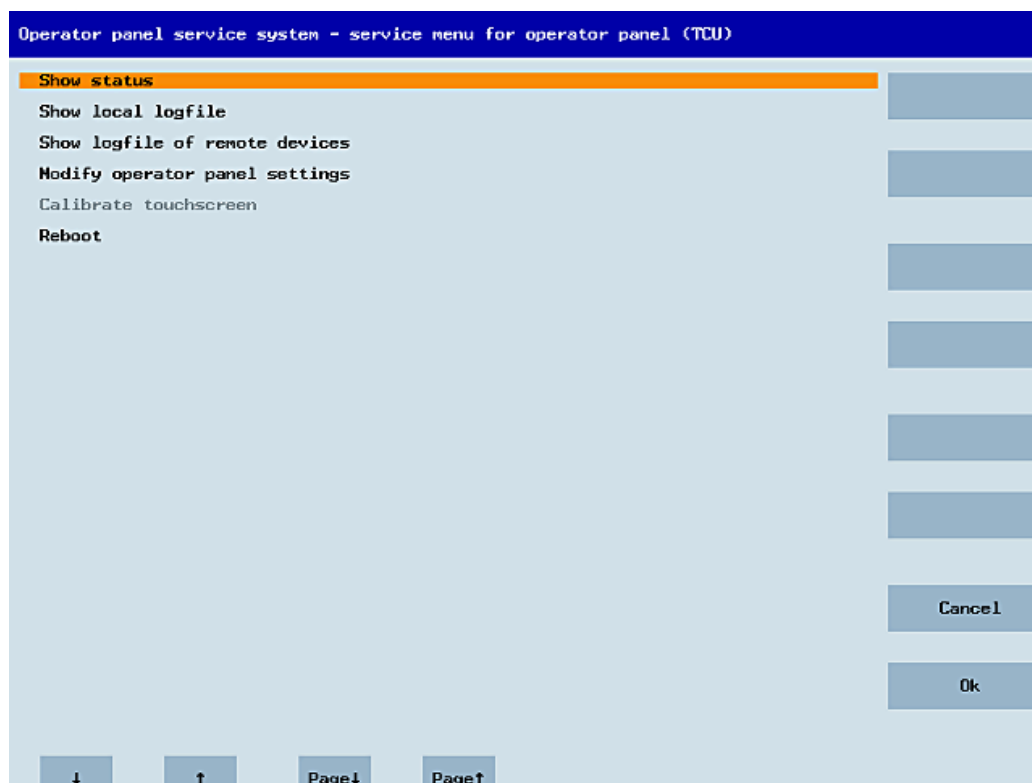 Operator panel service system - service menu for operator panel (TCU)
Show status
Show local logfile
Show logfile of remote devices
Modify operator panel settings
Calibrate touchscreen
Reboot
Cancel
Ok
↓ ↑ Page↓ Page↑